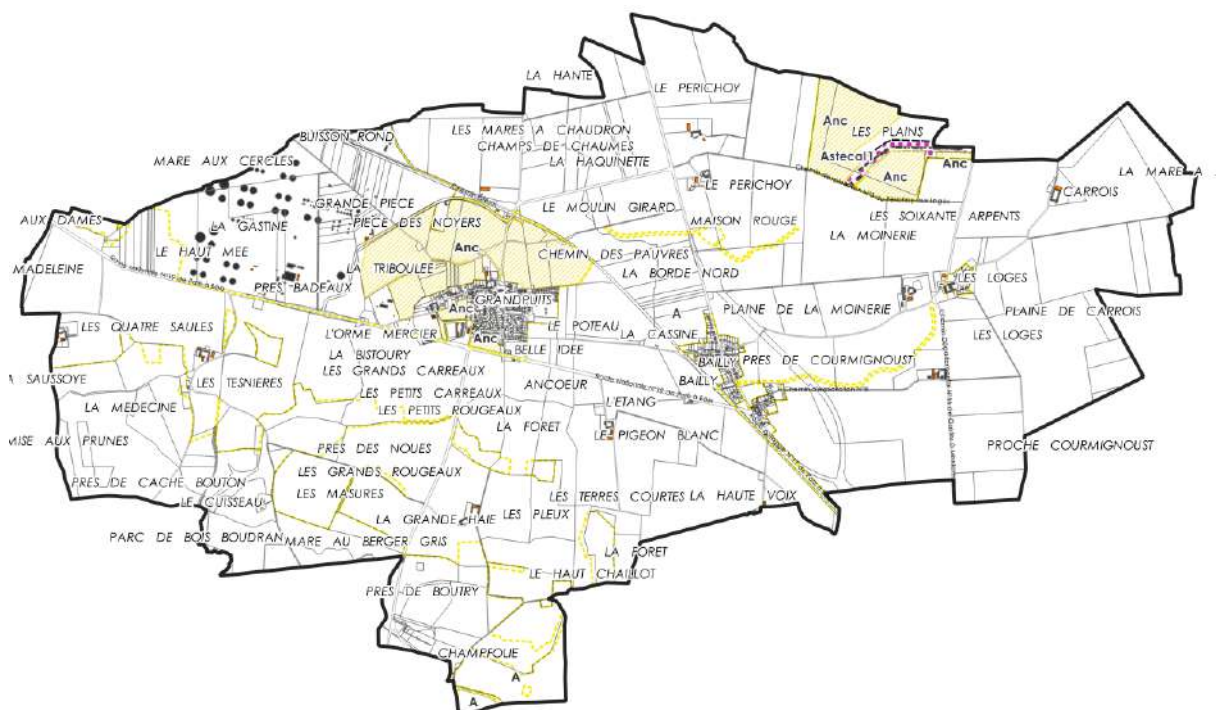 LA HANTE
LE PERICHOY
BUISSON ROND
LES MARES A CHAUDRON
CHAMPS DE CHAUMES
LA HAQUINETTE
Anc
LES PLAINS
Astecal1
Anc
Anc
MARE AUX CERCLES
LE PERICHOY
CARROIS
LA MARE A
GRANDE PIECE
PIECE DES NOYERS
LE MOULIN GIRARD
MAISON ROUGE
LES SOIXANTE ARPENTS
LA MOINERIE
AUX DAMES
LA GASTINE
LE HAUT MEE
Anc
CHEMIN DES PAUVRES
MADELEINE
LA TRIBOULEE
PRES BADEAUX
LA BORDE NORD
LES LOGES
GRANDPUITS
PLAINE DE LA MOINERIE
PLAINE DE CARROIS
LES QUATRE SAULES
L'ORME MERCIER
Anc
LE POTEAU
A
LA CASSINE
LES LOGES
Anc
BELLE IDEE
LA BISTOURY
LES GRANDS CARREAUX
BAILLY
PRES DE COURMIGNOUST
SAUSSOYE
LES TESNIERES
ANCOEUR
BAILLY
LES PETITS CARREAUX
L'ETANG
LA MEDECINE
LES PETITS ROUGEAUX
LA FORET
LE PIGEON BLANC
MISE AUX PRUNES
PRES DES NOUES
PROCHE COURMIGNOUST
PRES DE CACHE BOUTON
LES GRANDS ROUGEAUX
LE CUISSEAU
LES MASURES
LES TERRES COURTES
LA HAUTE VOIX
LA GRANDE HAIE
LES PLEUX
PARC DE BOIS BOUDRAN
MARE AU BERGER GRIS
LA FORET
LE HAUT CHAILLOT
PRES DE BOUTRY
CHAMPFOLIE
A
A